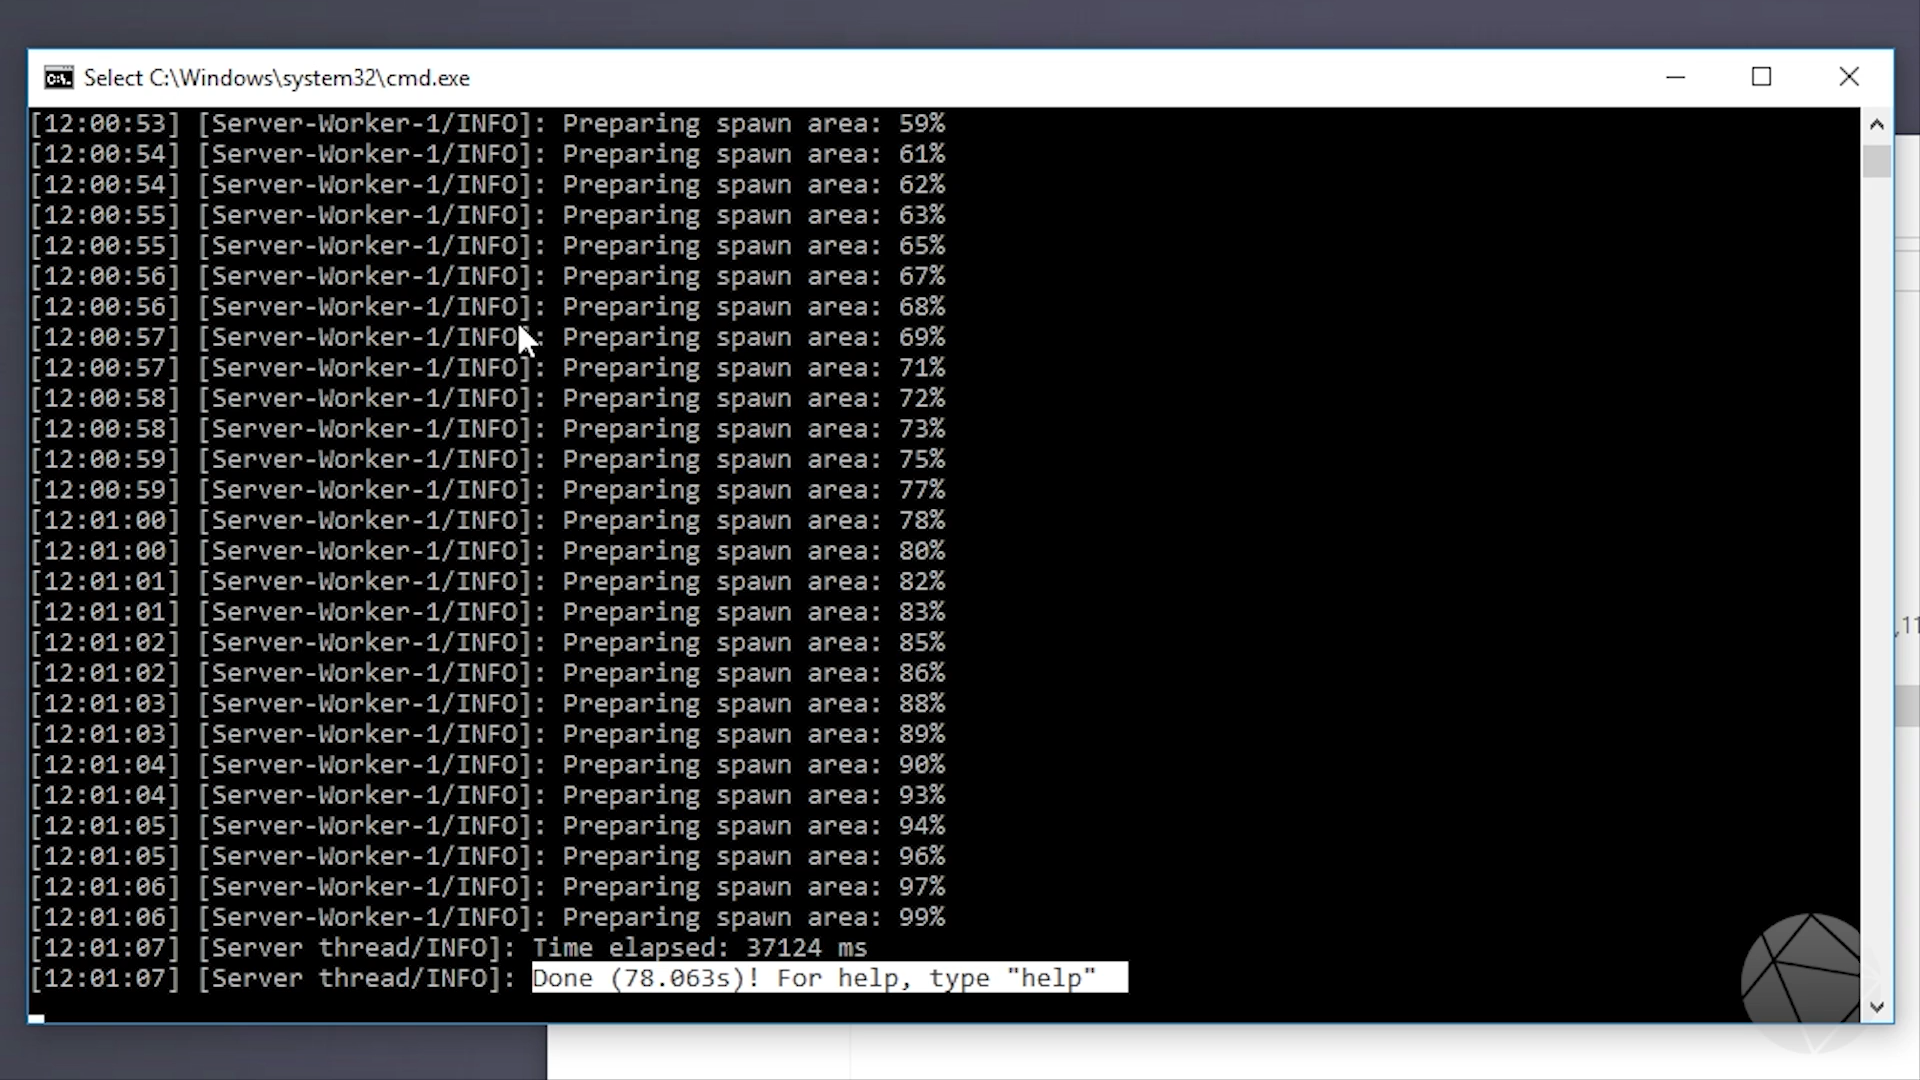 Select C:\Windows\system32\cmd.exe
[12:00:53] [Server-Worker-1/INFO]: Preparing spawn area: 59%
[12:00:54] [Server-Worker-1/INFO]: Preparing spawn area: 61%
[12:00:54] [Server-Worker-1/INFO]: Preparing spawn area: 62%
[12:00:55] [Server-Worker-1/INFO]: Preparing spawn area: 63%
[12:00:55] [Server-Worker-1/INFO]: Preparing spawn area: 65%
[12:00:56] [Server-Worker-1/INFO]: Preparing spawn area: 67%
[12:00:56] [Server-Worker-1/INFO]: Preparing spawn area: 68%
[12:00:57] [Server-Worker-1/INFO]: Preparing spawn area: 69%
[12:00:57] [Server-Worker-1/INFO]: Preparing spawn area: 71%
[12:00:58] [Server-Worker-1/INFO]: Preparing spawn area: 72%
[12:00:58] [Server-Worker-1/INFO]: Preparing spawn area: 73%
[12:00:59] [Server-Worker-1/INFO]: Preparing spawn area: 75%
[12:00:59] [Server-Worker-1/INFO]: Preparing spawn area: 77%
[12:01:00] [Server-Worker-1/INFO]: Preparing spawn area: 78%
[12:01:00] [Server-Worker-1/INFO]: Preparing spawn area: 80%
[12:01:01] [Server-Worker-1/INFO]: Preparing spawn area: 82%
[12:01:01] [Server-Worker-1/INFO]: Preparing spawn area: 83%
[12:01:02] [Server-Worker-1/INFO]: Preparing spawn area: 85%
[12:01:02] [Server-Worker-1/INFO]: Preparing spawn area: 86%
[12:01:03] [Server-Worker-1/INFO]: Preparing spawn area: 88%
[12:01:03] [Server-Worker-1/INFO]: Preparing spawn area: 89%
[12:01:04] [Server-Worker-1/INFO]: Preparing spawn area: 90%
[12:01:04] [Server-Worker-1/INFO]: Preparing spawn area: 93%
[12:01:05] [Server-Worker-1/INFO]: Preparing spawn area: 94%
[12:01:05] [Server-Worker-1/INFO]: Preparing spawn area: 96%
[12:01:06] [Server-Worker-1/INFO]: Preparing spawn area: 97%
[12:01:06] [Server-Worker-1/INFO]: Preparing spawn area: 99%
[12:01:07] [Server thread/INFO]: Time elapsed: 37124 ms
[12:01:07] [Server thread/INFO]: Done (78.063s)! For help, type "help"